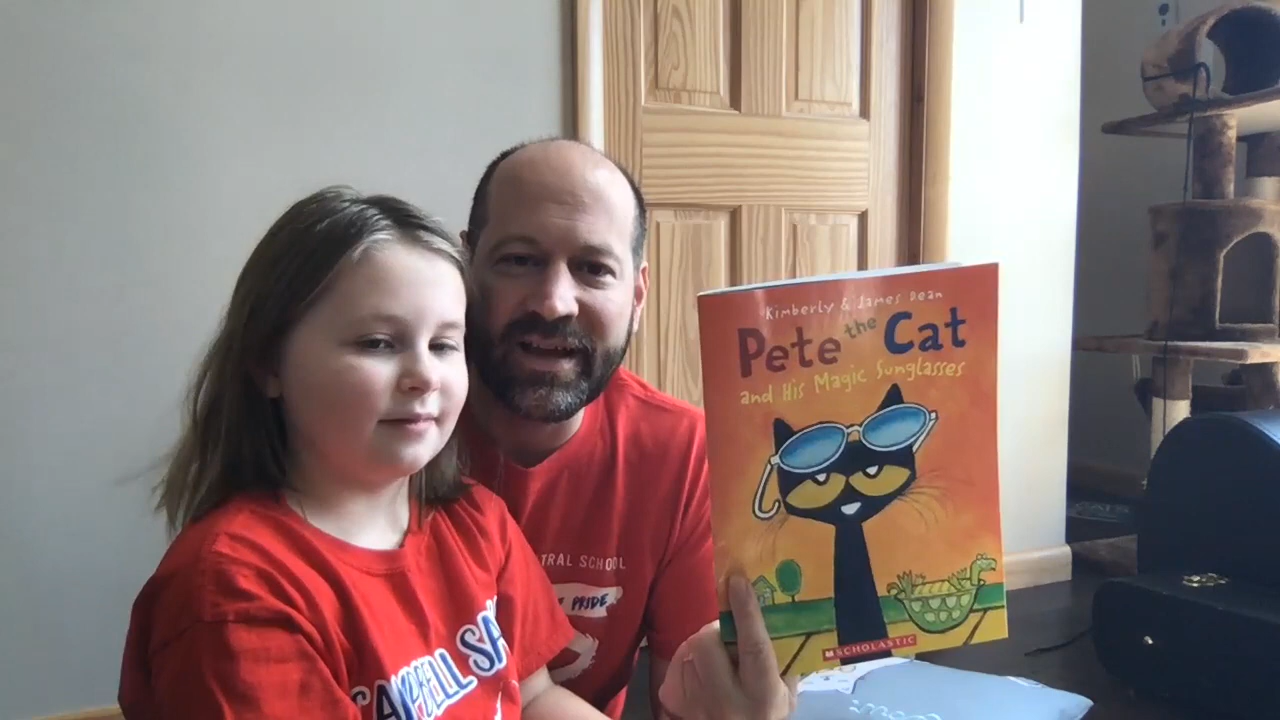 Kimberly & James Dean
Pete the Cat
and His Magic Sunglasses
SCHOLASTIC
TRAL SCHOOL
PRIDE
CAMPBELL SA